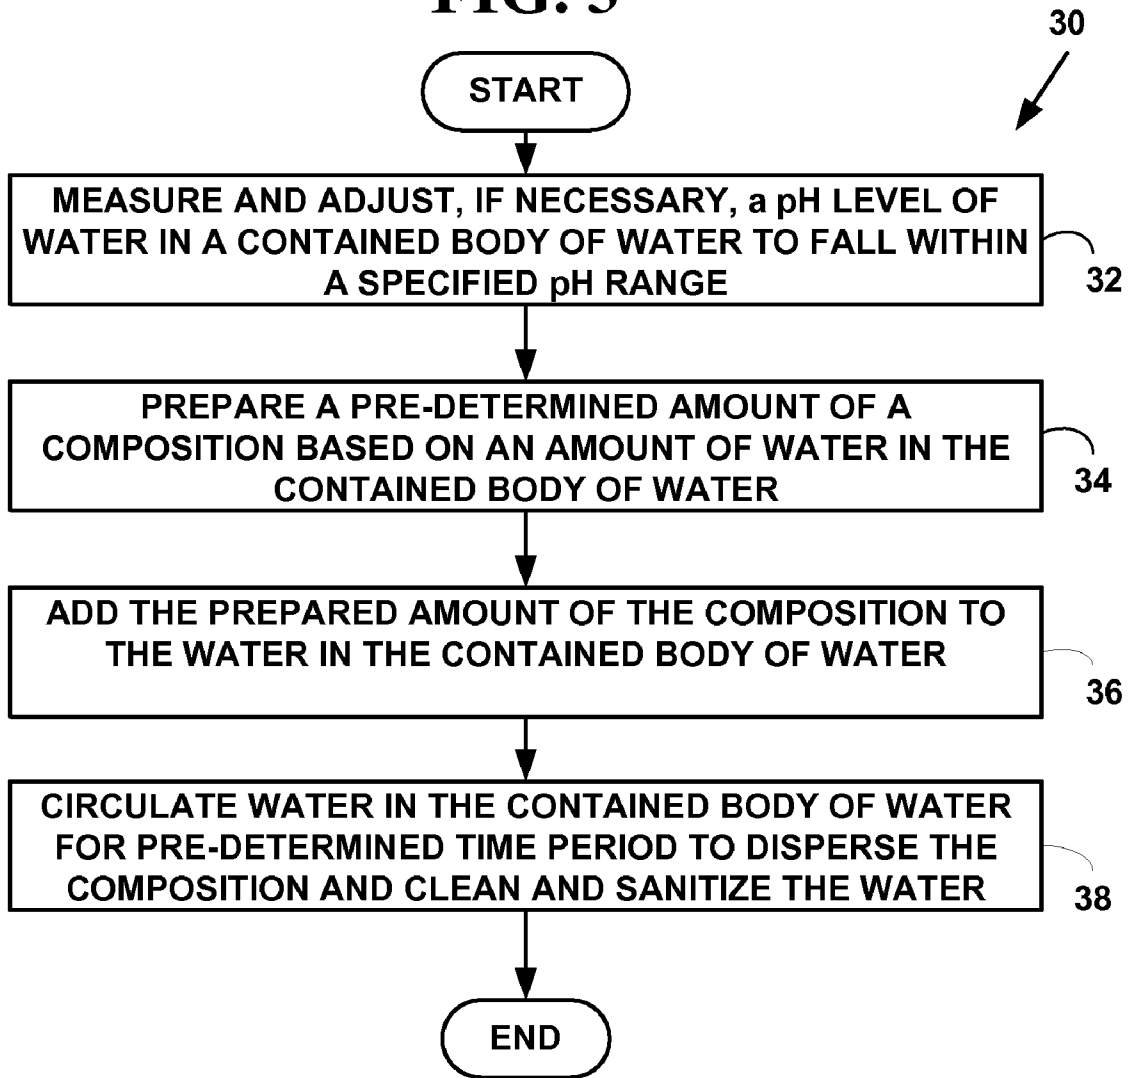 FIG.
30
START
MEASURE AND ADJUST, IF NECESSARY, a pH LEVEL OF
WATER IN A CONTAINED BODY OF WATER TO FALL WITHIN
A SPECIFIED pH RANGE
32
PREPARE A PRE-DETERMINED AMOUNT OF A
COMPOSITION BASED ON AN AMOUNT OF WATER IN THE
CONTAINED BODY OF WATER
34
ADD THE PREPARED AMOUNT OF THE COMPOSITION TO
THE WATER IN THE CONTAINED BODY OF WATER
36
CIRCULATE WATER IN THE CONTAINED BODY OF WATER
FOR PRE-DETERMINED TIME PERIOD TO DISPERSE THE
COMPOSITION AND CLEAN AND SANITIZE THE WATER
38
END